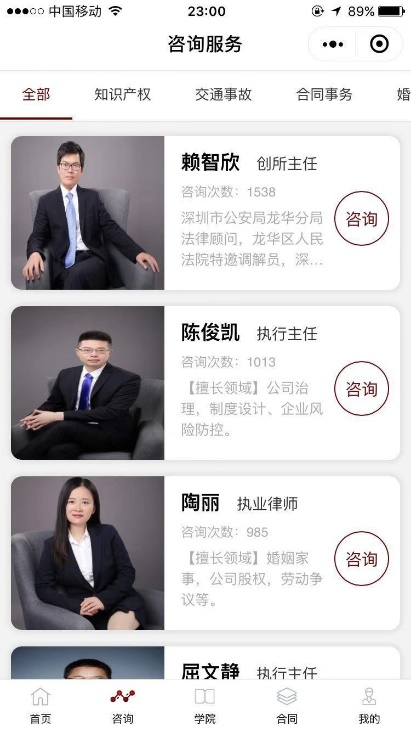 中国移动
23:00
89%
咨询服务
全部
知识产权
交通事故
合同事务
婚
赖智欣 创所主任
咨询次数：1538
深圳市公安局龙华分局
法律顾问，龙华区人民
法院特邀调解员，深...
咨询
陈俊凯 执行主任
咨询次数：1013
【擅长领域】公司治
理，制度设计、企业风
险防控。
咨询
陶丽 执业律师
咨询次数：985
【擅长领域】婚姻家
事，公司股权，劳动争
议等。
咨询
屈文静 执行主任
首页
咨询
学院
合同
我的